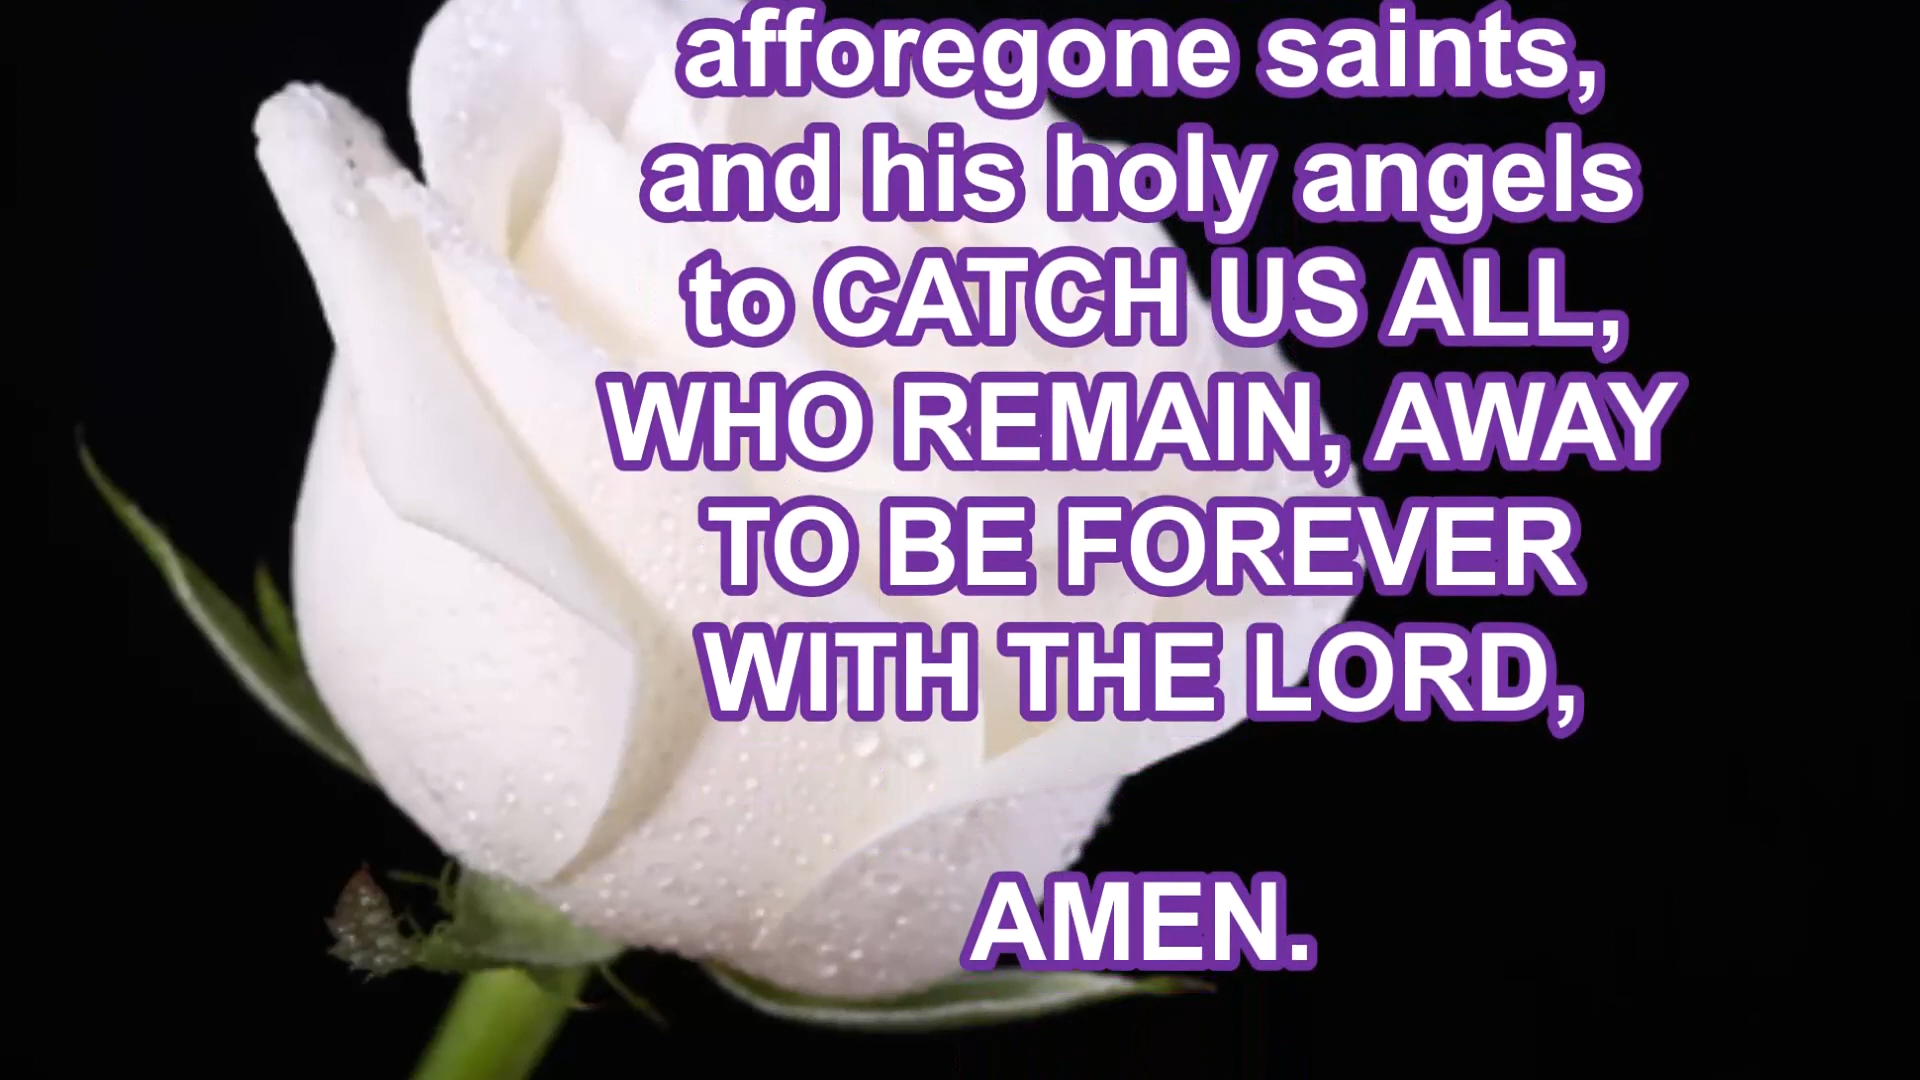 afforegone saints,
and his holy angels
to CATCH US ALL,
WHO REMAIN, AWAY
TO BE FOREVER
WITH THE LORD,
AMEN.